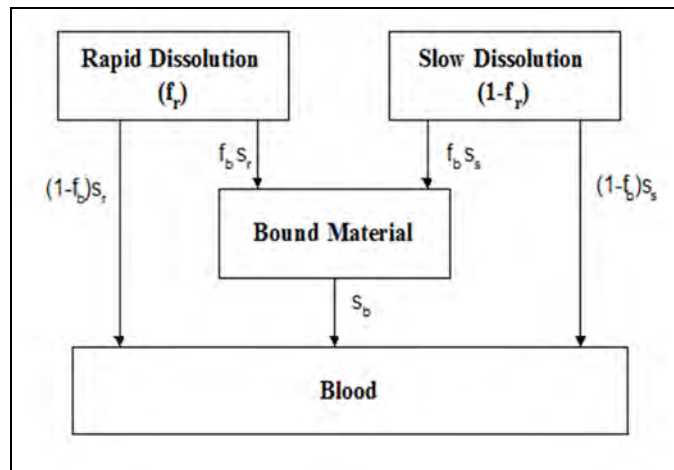 Rapid Dissolution
(fr)
Slow Dissolution
(1-fr)
fb sr
fb ss
(1-fb)sr
(1-fb)ss
Bound Material
sb
Blood